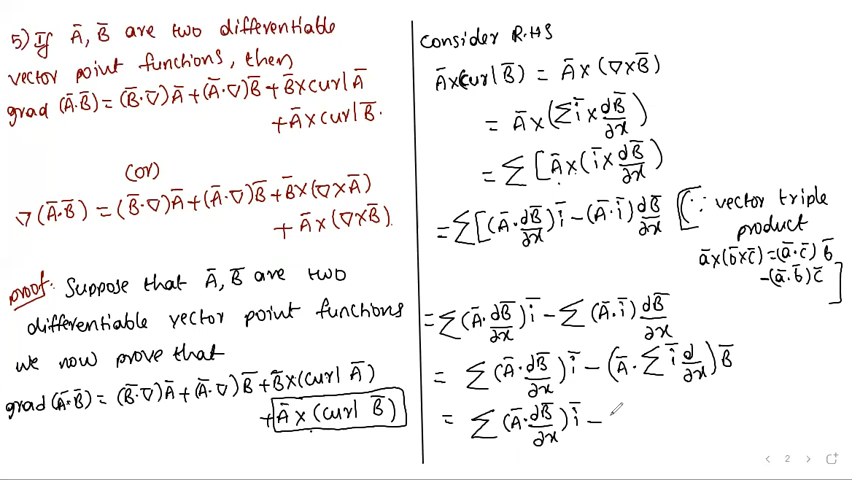 5) If Ā, B̄ are two differentiable
vector point functions, then
grad (Ā·B̄) = (B̄·∇)Ā + (Ā·∇)B̄ + B̄×curl Ā
+ Ā×curl B̄.
(or)
∇(Ā·B̄) = (B̄·∇)Ā + (Ā·∇)B̄ + B̄×(∇×Ā)
+ Ā×(∇×B̄).
proof: Suppose that Ā, B̄ are two
differentiable vector point functions
we now prove that
grad (Ā·B̄) = (B̄·∇)Ā + (Ā·∇)B̄ + B̄×(curl Ā)
+ Ā×(curl B̄)
Consider R.H.S
Ā×(curl B̄) = Ā×(∇×B̄)
= Ā×(∑ ī × ∂B̄/∂x)
= ∑ [Ā×(ī × ∂B̄/∂x)
= ∑ [(Ā·∂B̄/∂x) ī − (Ā·ī) ∂B̄/∂x
[∵ vector triple
product
ā×(b̄×c̄) = (ā·c̄) b̄
−(ā·b̄) c̄]
= ∑ (Ā·∂B̄/∂x) ī − ∑ (Ā·ī) ∂B̄/∂x
= ∑ (Ā·∂B̄/∂x) ī − (Ā·∑ ī ∂/∂x) B̄
= ∑ (Ā·∂B̄/∂x) ī −
2